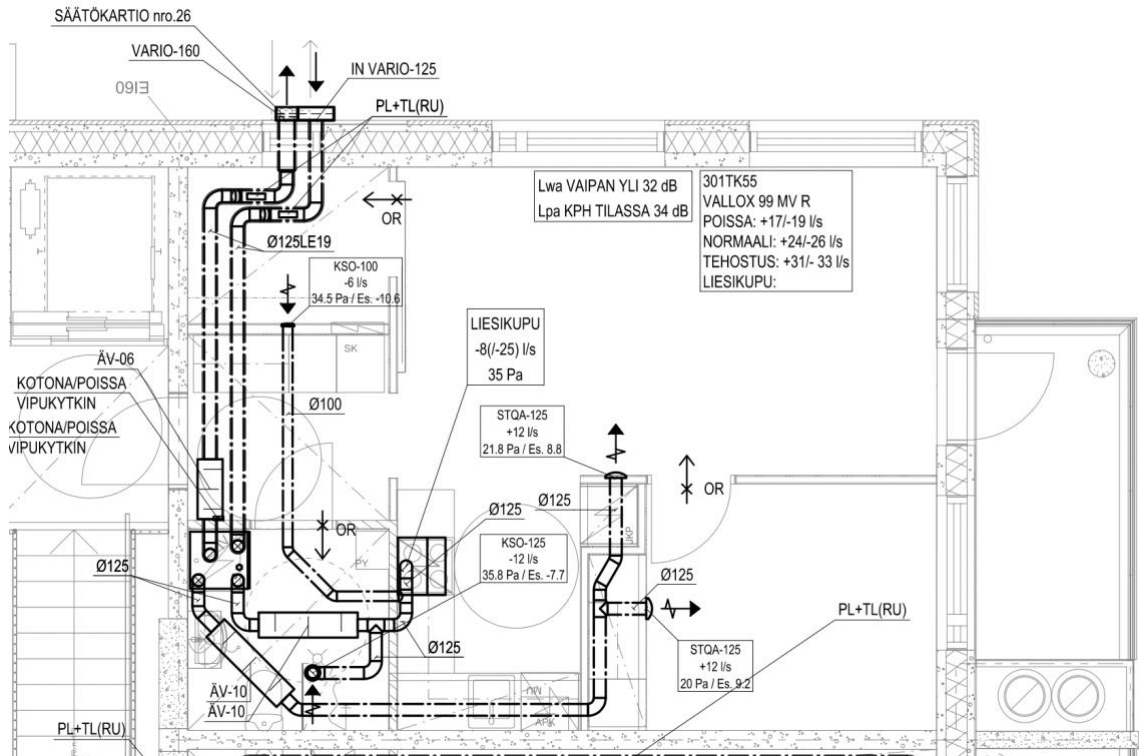 SÄÄTÖKARTIO nro.26
VARIO-160
IN VARIO-125
EI60
PL+TL(RU)
Lwa VAIPAN YLI 32 dB
Lpa KPH TILASSA 34 dB
301TK55
VALLOX 99 MV R
POISSA: +17/-19 l/s
NORMAALI: +24/-26 l/s
TEHOSTUS: +31/- 33 l/s
LIESIKUPU:
OR
Ø125LE19
KSO-100
-6 l/s
34.5 Pa / Es. -10.6
LIESIKUPU
-8(/-25) l/s
35 Pa
SK
ÄV-06
KOTONA/POISSA
VIPUKYTKIN
KOTONA/POISSA
VIPUKYTKIN
Ø100
STQA-125
+12 l/s
21.8 Pa / Es. 8.8
OR
Ø125
Ø125
OR
JKP
KSO-125
-12 l/s
35.8 Pa / Es. -7.7
PY
Ø125
Ø125
PL+TL(RU)
Ø125
STQA-125
+12 l/s
20 Pa / Es. 9.2
ÄV-10
ÄV-10
MU
APK
PL+TL(RU)